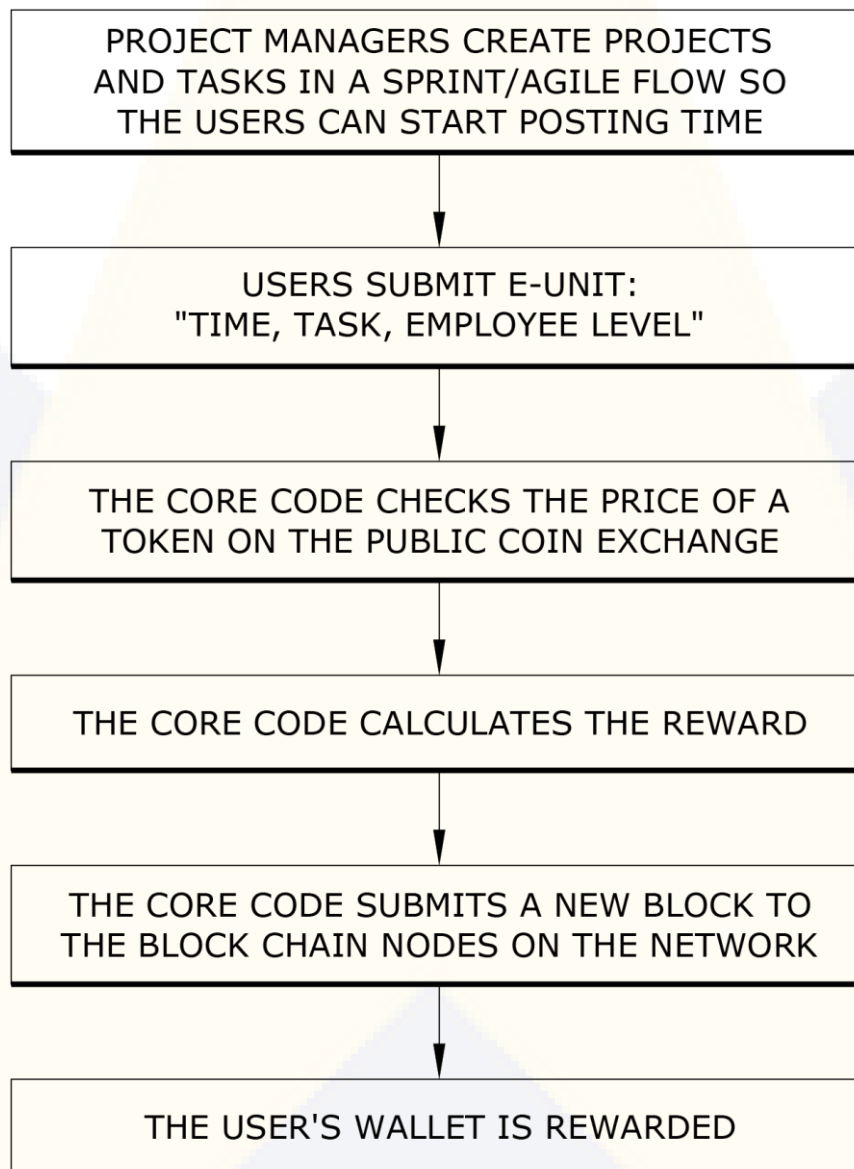 PROJECT MANAGERS CREATE PROJECTS
AND TASKS IN A SPRINT/AGILE FLOW SO
THE USERS CAN START POSTING TIME
USERS SUBMIT E-UNIT:
"TIME, TASK, EMPLOYEE LEVEL"
THE CORE CODE CHECKS THE PRICE OF A
TOKEN ON THE PUBLIC COIN EXCHANGE
THE CORE CODE CALCULATES THE REWARD
THE CORE CODE SUBMITS A NEW BLOCK TO
THE BLOCK CHAIN NODES ON THE NETWORK
THE USER'S WALLET IS REWARDED